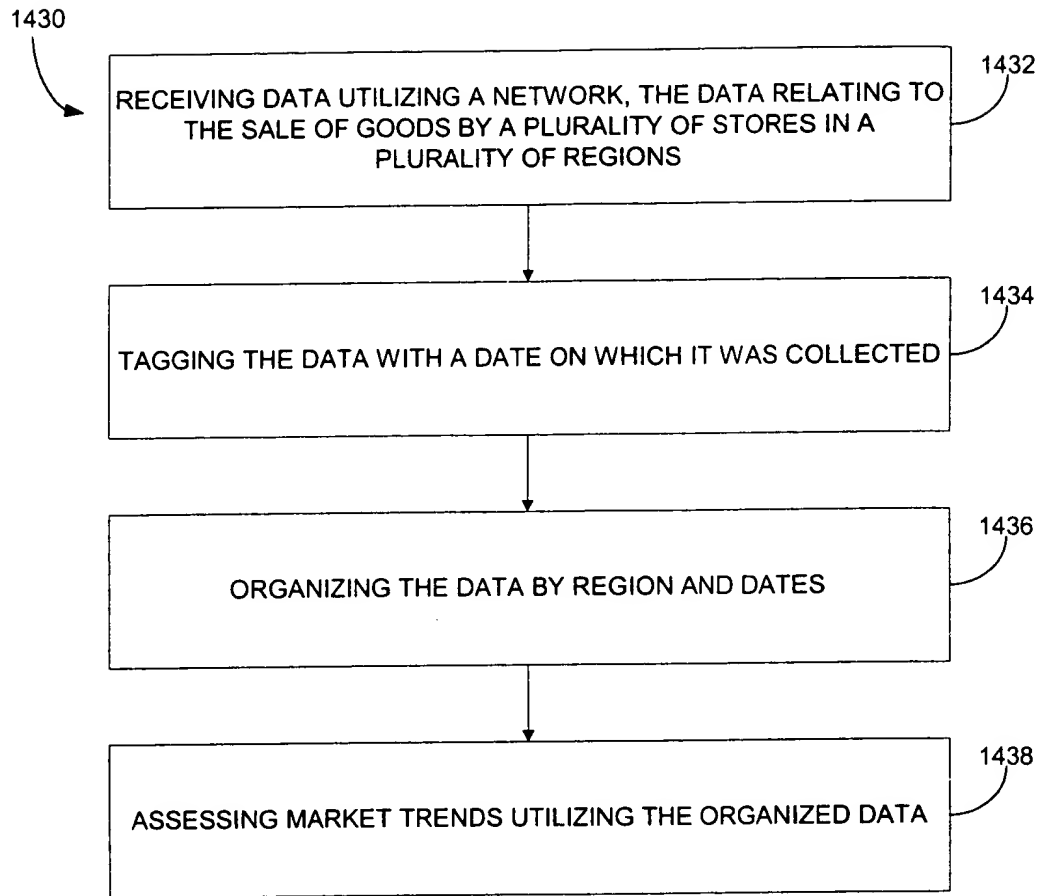 1430
1432
RECEIVING DATA UTILIZING A NETWORK, THE DATA RELATING TO
THE SALE OF GOODS BY A PLURALITY OF STORES IN A
PLURALITY OF REGIONS
1434
TAGGING THE DATA WITH A DATE ON WHICH IT WAS COLLECTED
1436
ORGANIZING THE DATA BY REGION AND DATES
1438
ASSESSING MARKET TRENDS UTILIZING THE ORGANIZED DATA